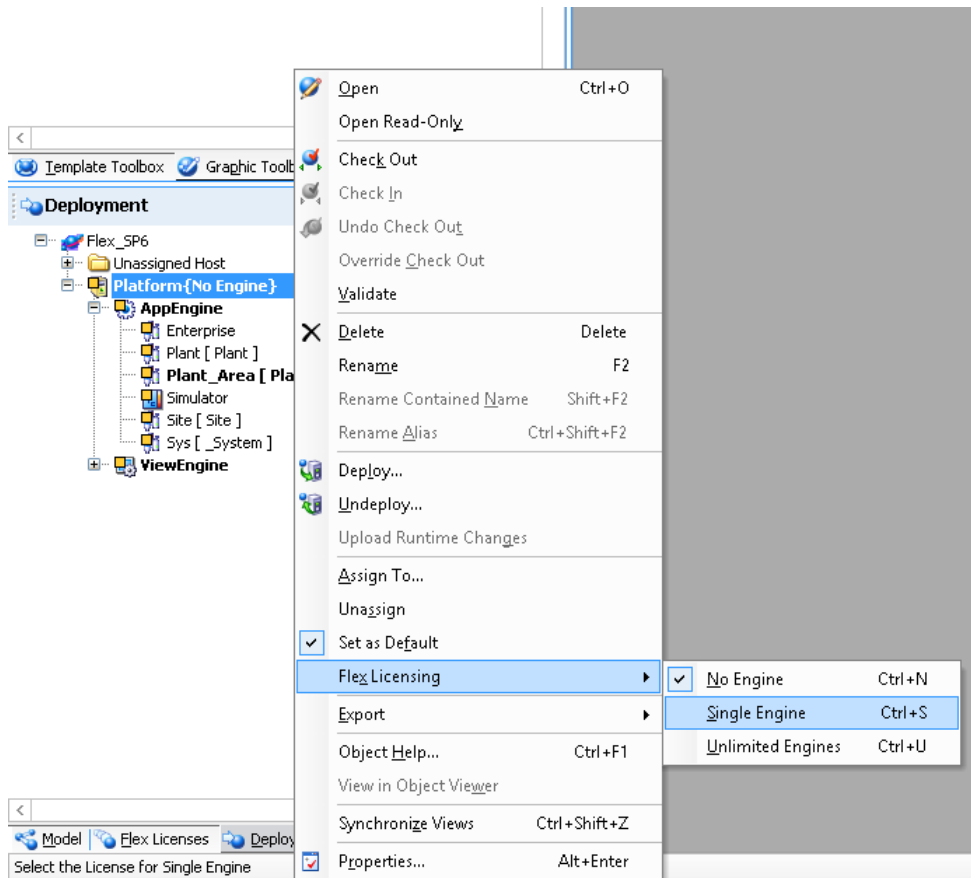 Template Toolbox Graphic Toolb
Deployment
Flex_SP6
Unassigned Host
Platform{No Engine}
AppEngine
Enterprise
Plant [ Plant ]
Plant_Area [ Pla
Simulator
Site [ Site ]
Sys [ _System ]
ViewEngine
Model Flex Licenses Deploy
Select the License for Single Engine
Open Ctrl+O
Open Read-Only
Check Out
Check In
Undo Check Out
Override Check Out
Validate
Delete Delete
Rename F2
Rename Contained Name Shift+F2
Rename Alias Ctrl+Shift+F2
Deploy...
Undeploy...
Upload Runtime Changes
Assign To...
Unassign
Set as Default
Flex Licensing
Export
Object Help... Ctrl+F1
View in Object Viewer
Synchronize Views Ctrl+Shift+Z
Properties... Alt+Enter
No Engine Ctrl+N
Single Engine Ctrl+S
Unlimited Engines Ctrl+U